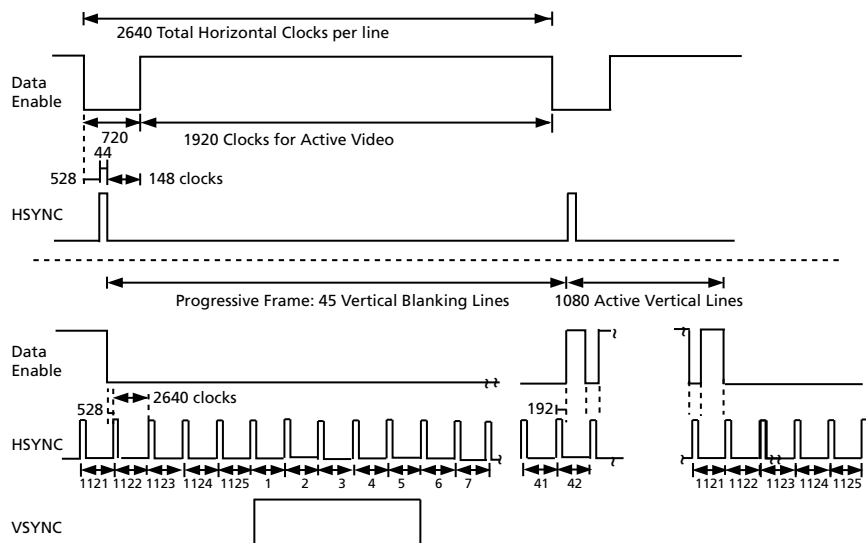 2640 Total Horizontal Clocks per line
Data
Enable
720
1920 Clocks for Active Video
44
528
148 clocks
HSYNC
Progressive Frame: 45 Vertical Blanking Lines
1080 Active Vertical Lines
Data
Enable
2640 clocks
528
192
HSYNC
1121 1122 1123 1124 1125 1 2 3 4 5 6 7 41 42 1121 1122 1123 1124 1125
VSYNC